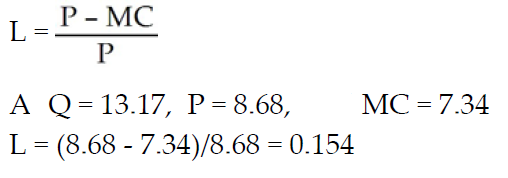 L = P – MC / P
A Q = 13.17, P = 8.68, MC = 7.34
L = (8.68 - 7.34)/8.68 = 0.154